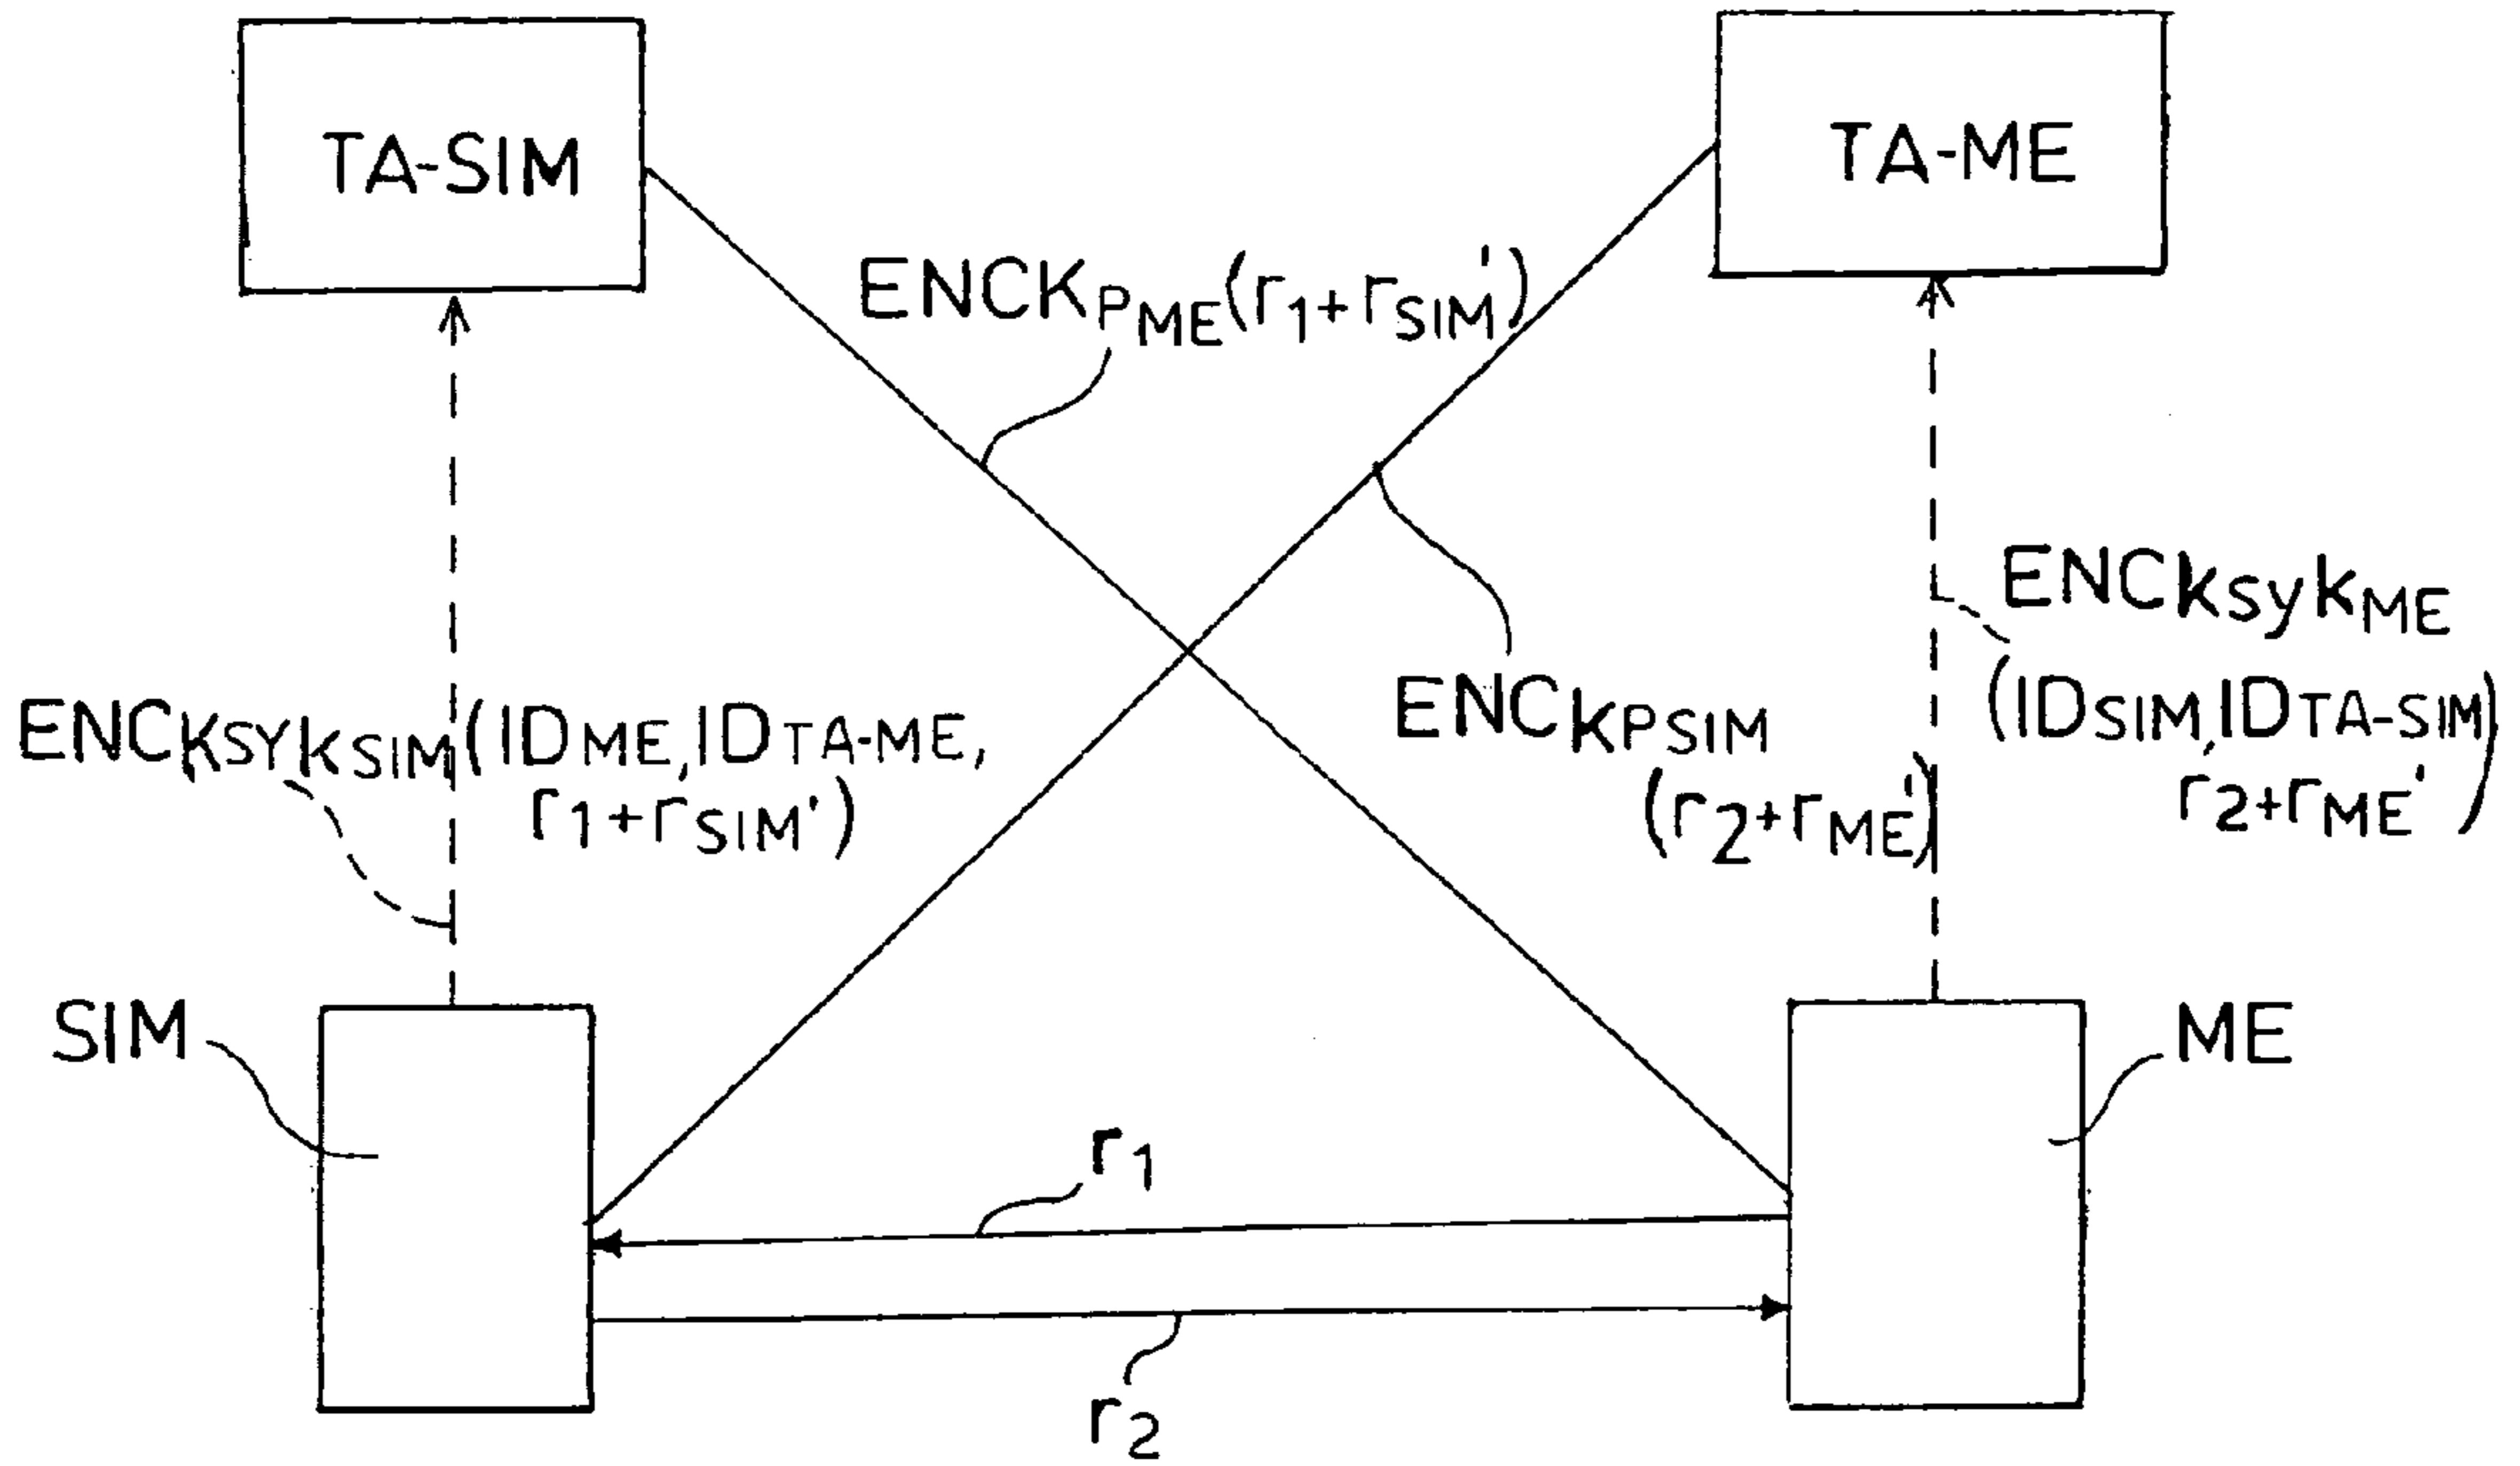 TA-SIM
TA-ME
ENCKPME(r1+rSIM')
ENCKsykME
(IDSIM,IDTA-SIM,
r2+rME')
ENCKPSIM
(r2+rME')
ENCKSYKSIM(IDME,IDTA-ME,
r1+rSIM')
SIM
ME
r1
r2